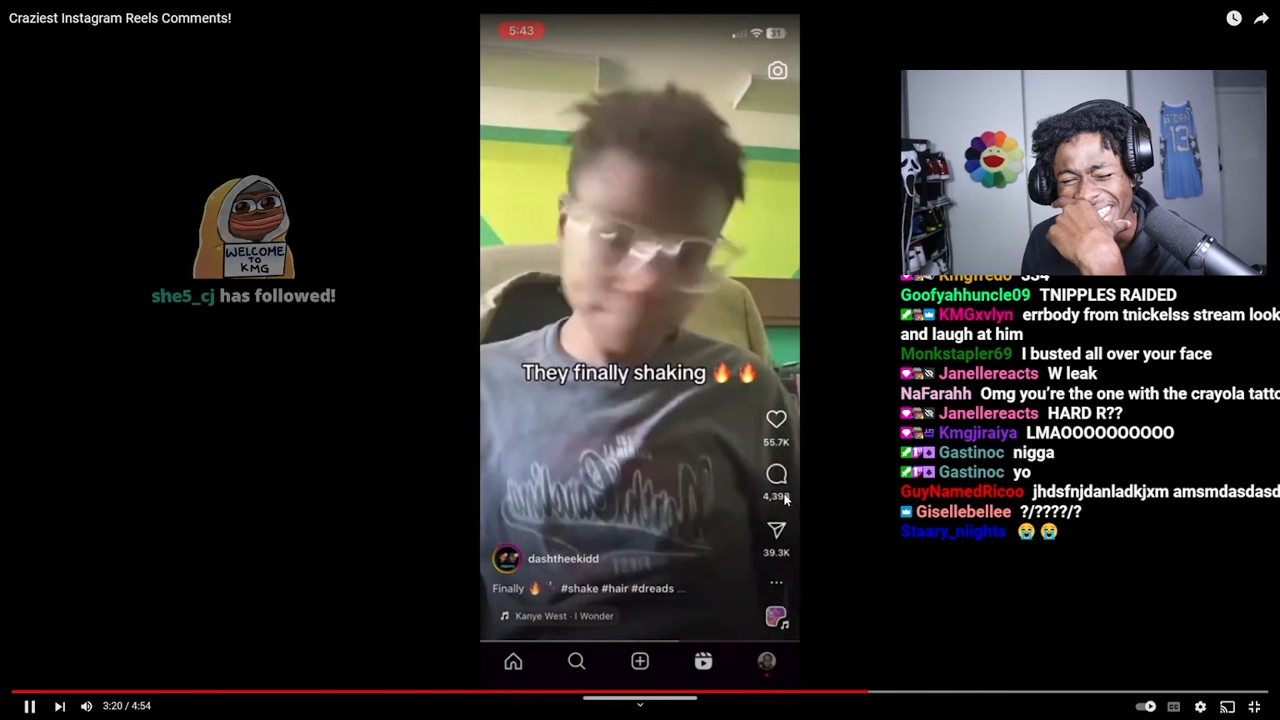 Craziest Instagram Reels Comments!
5:43
31
WELCOME
TO
KMG
she5_cj has followed!
They finally shaking 🔥🔥
55.7K
39.3K
dashtheekidd
Finally 🔥 #shake #hair #dreads ...
Kanye West · I Wonder
13
Goofyahhuncle09 TNIPPLES RAIDED
KMGxvlyn errbody from tnickelss stream look
and laugh at him
Monkstapler69 I busted all over your face
Janellereacts W leak
NaFarahh Omg you’re the one with the crayola
Janellereacts HARD R??
Kmgjiraiya LMAOOOOOOOOO
Gastinoc nigga
Gastinoc yo
GuyNamedRicoo jhdsfnjdanladkjxm amsmdasdasd
Gisellebellee ?/????/?
Staary_niights 😭😭
3:20 / 4:54